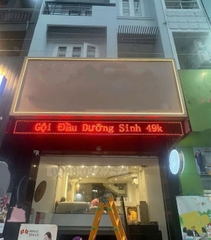 Gội Đầu Dưỡng Sinh 49k